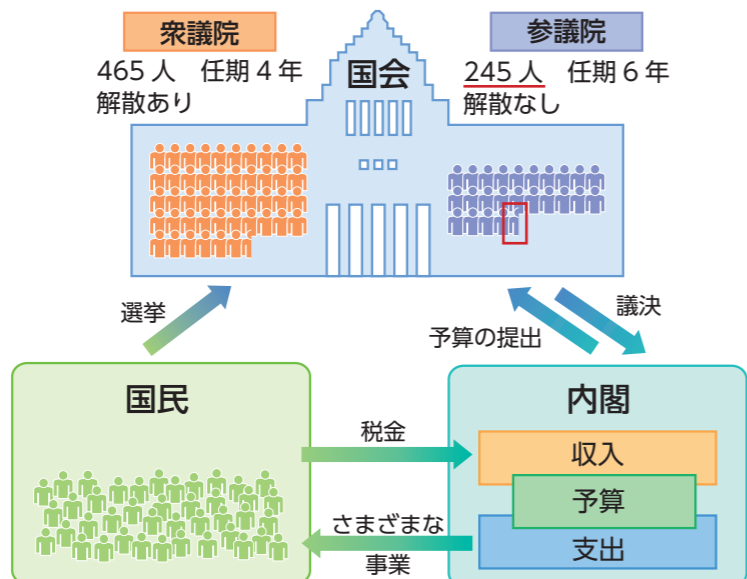 衆議院
465人 任期4年
解散あり
国会
参議院
245人 任期6年
解散なし
選挙
予算の提出
議決
国民
税金
さまざまな
事業
内閣
収入
予算
支出